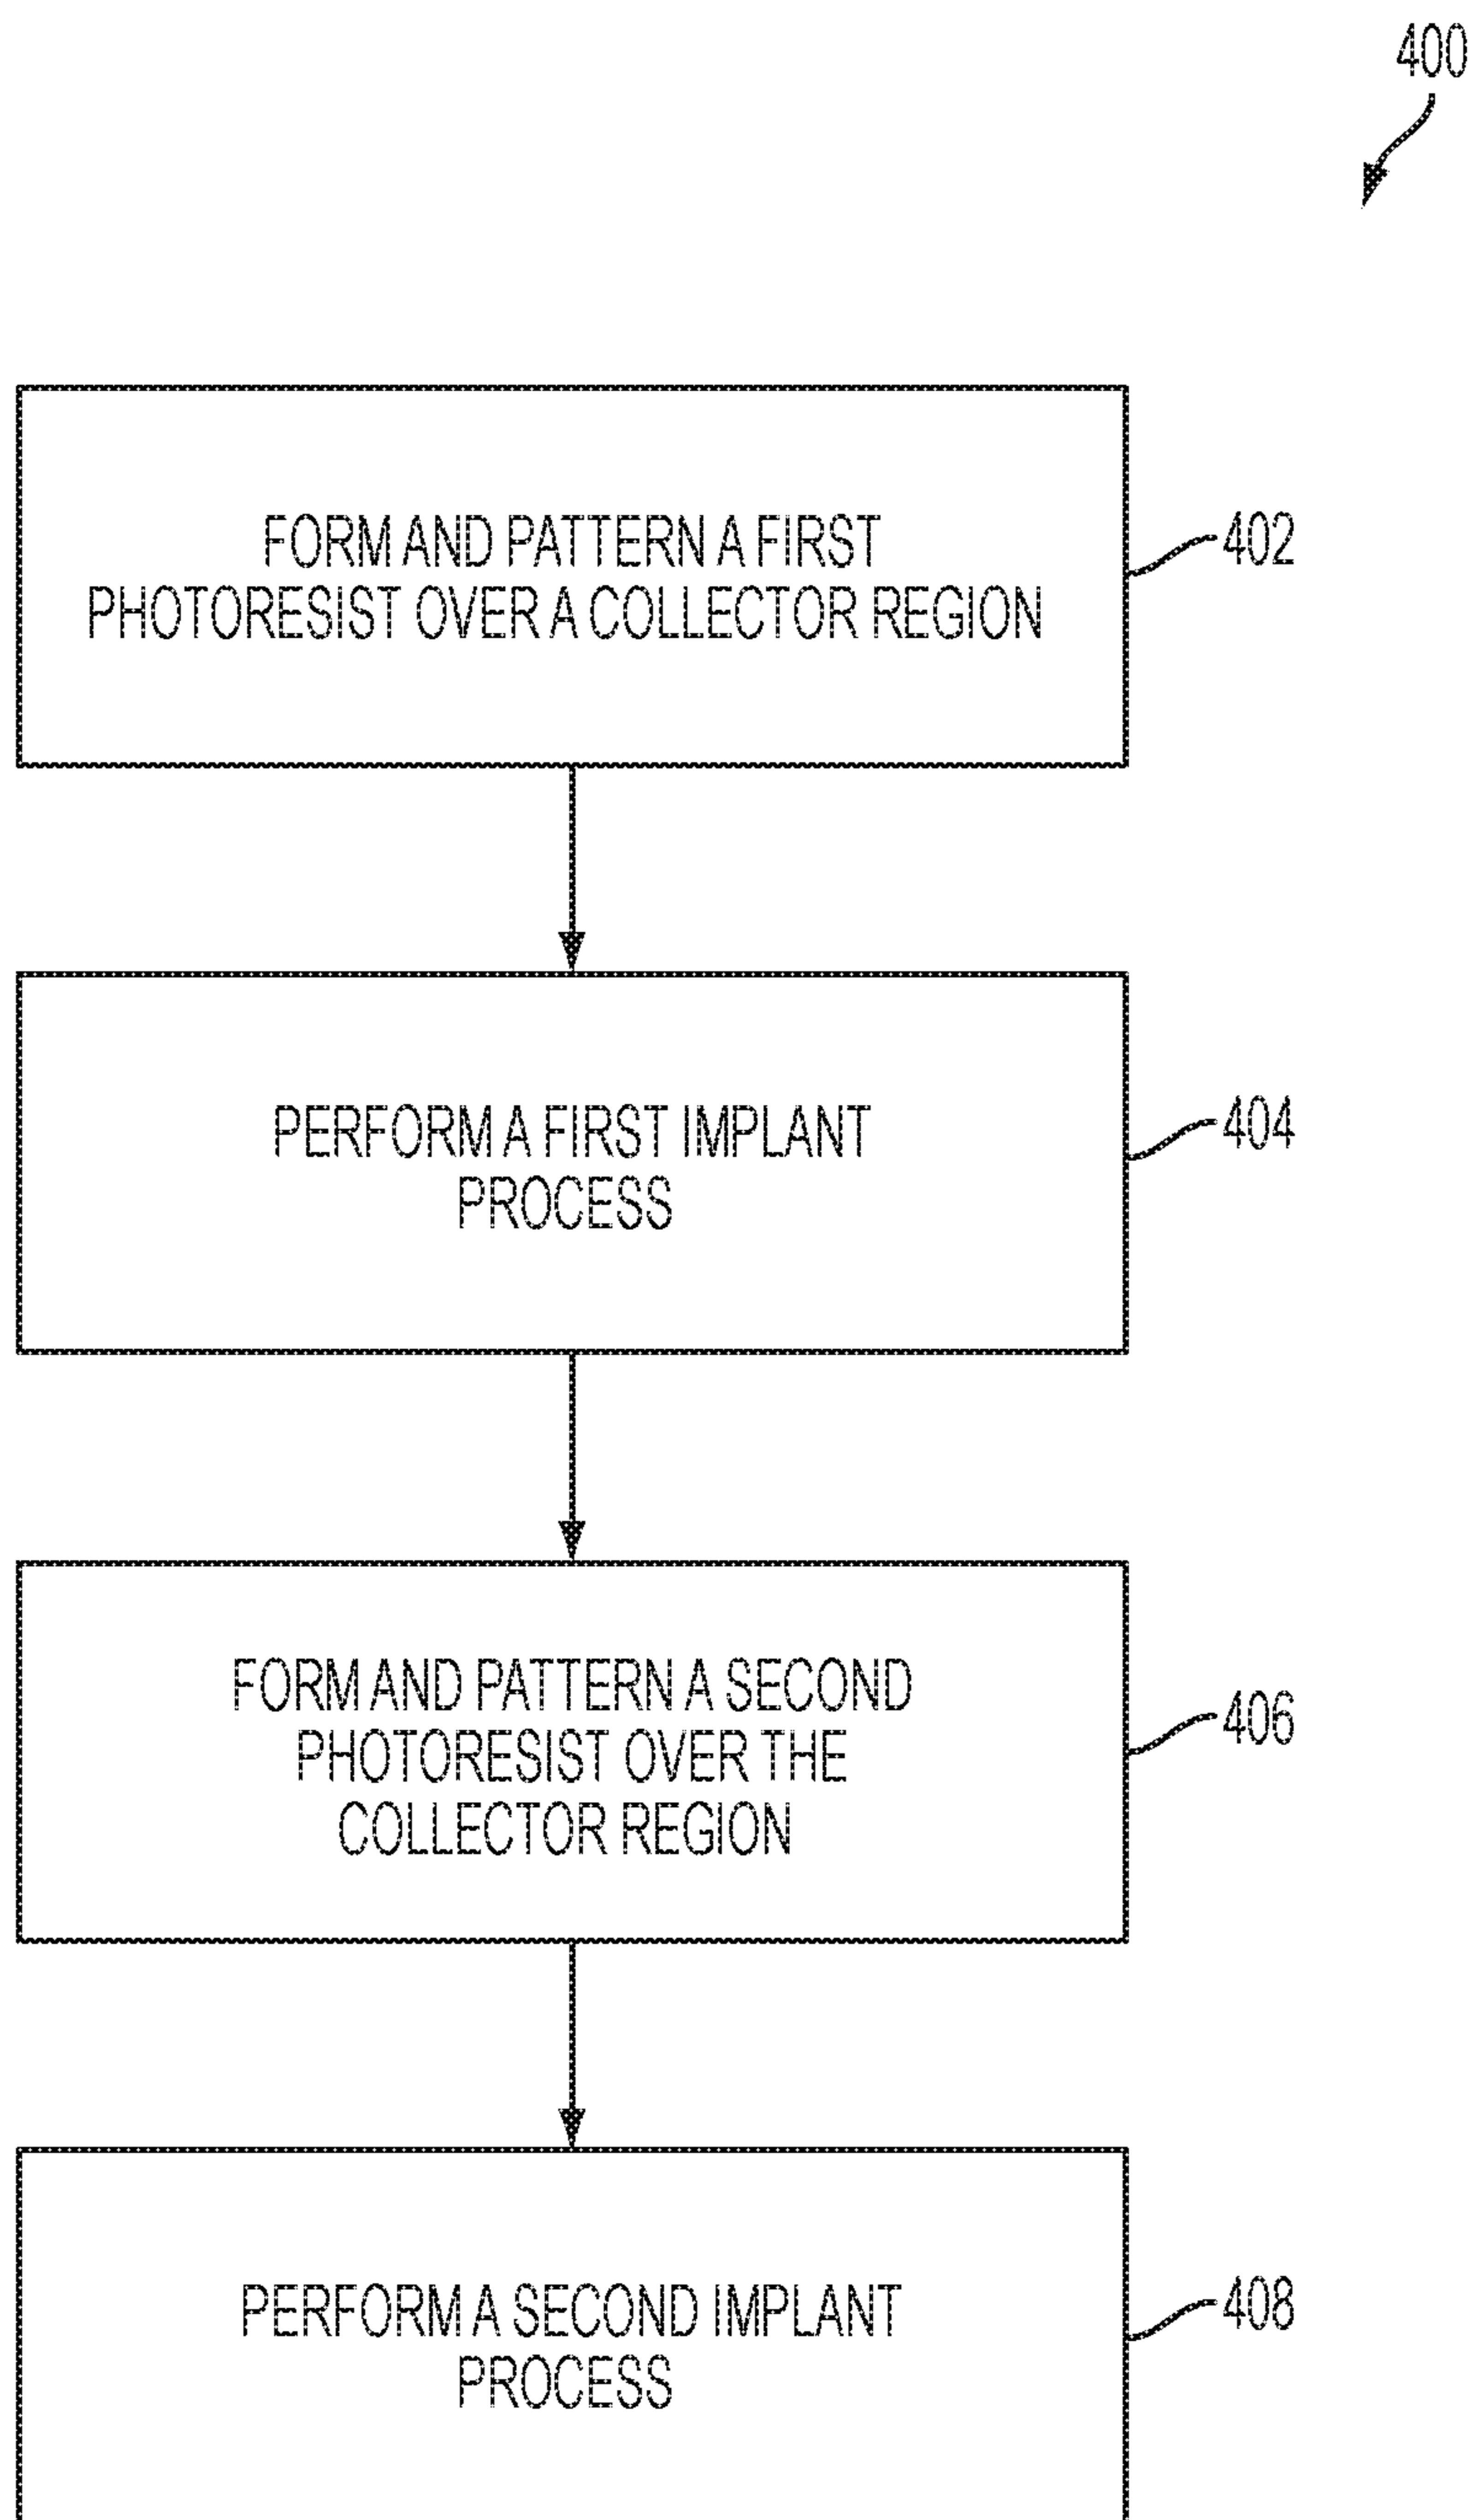 400
FORM AND PATTERN A FIRST
PHOTORESIST OVER A COLLECTOR REGION
402
PERFORM A FIRST IMPLANT
PROCESS
404
FORM AND PATTERN A SECOND
PHOTORESIST OVER THE
COLLECTOR REGION
406
PERFORM A SECOND IMPLANT
PROCESS
408